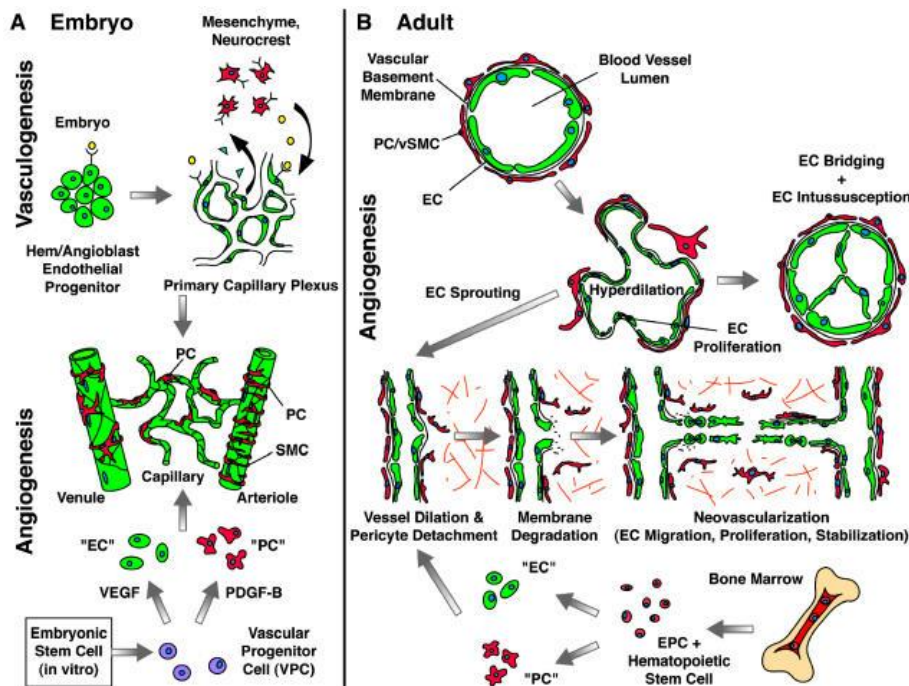 A Embryo
Mesenchyme,
Neurocrest
Vasculogenesis
Embryo
Hem/Angioblast
Endothelial
Progenitor
Primary Capillary Plexus
Angiogenesis
PC
PC
SMC
Capillary
Venule
Arteriole
"EC"
"PC"
VEGF
PDGF-B
Embryonic
Stem Cell
(in vitro)
Vascular
Progenitor
Cell (VPC)
B Adult
Vascular
Basement
Membrane
Blood Vessel
Lumen
PC/vSMC
EC
Angiogenesis
EC Bridging
+
EC Intussusception
Hyperdilation
EC Sprouting
EC
Proliferation
Vessel Dilation &
Pericyte Detachment
Membrane
Degradation
Neovascularization
(EC Migration, Proliferation, Stabilization)
"EC"
"PC"
EPC +
Hematopoietic
Stem Cell
Bone Marrow